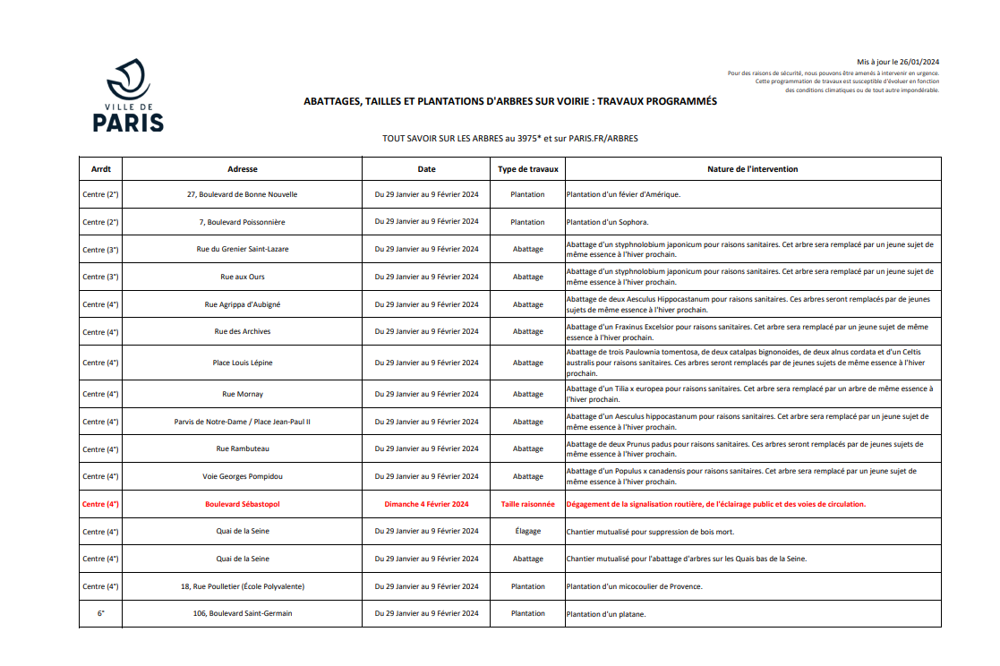 VILLE DE
PARIS
Mis à jour le 26/01/2024
Pour des raisons de sécurité, nous pouvons être amenés à intervenir en urgence.
Cette programmation de travaux est susceptible d'évoluer en fonction
des conditions climatiques ou de tout autre impondérable.
ABATTAGES, TAILLES ET PLANTATIONS D'ARBRES SUR VOIRIE : TRAVAUX PROGRAMMÉS
TOUT SAVOIR SUR LES ARBRES au 3975* et sur PARIS.FR/ARBRES
Arrdt Adresse Date Type de travaux Nature de l'intervention
Centre (2°) 27, Boulevard de Bonne Nouvelle Du 29 Janvier au 9 Février 2024 Plantation Plantation d'un févier d'Amérique.
Centre (2°) 7, Boulevard Poissonnière Du 29 Janvier au 9 Février 2024 Plantation Plantation d'un Sophora.
Centre (3°) Rue du Grenier Saint-Lazare Du 29 Janvier au 9 Février 2024 Abattage Abattage d'un styphnolobium japonicum pour raisons sanitaires. Cet arbre sera remplacé par un jeune sujet de
même essence à l'hiver prochain.
Centre (3°) Rue aux Ours Du 29 Janvier au 9 Février 2024 Abattage Abattage d'un styphnolobium japonicum pour raisons sanitaires. Cet arbre sera remplacé par un jeune sujet de
même essence à l'hiver prochain.
Centre (4°) Rue Agrippa d'Aubigné Du 29 Janvier au 9 Février 2024 Abattage Abattage de deux Aesculus Hippocastanum pour raisons sanitaires. Ces arbres seront remplacés par de jeunes
sujets de même essence à l'hiver prochain.
Centre (4°) Rue des Archives Du 29 Janvier au 9 Février 2024 Abattage Abattage d'un Fraxinus Excelsior pour raisons sanitaires. Cet arbre sera remplacé par un jeune sujet de même
essence à l'hiver prochain.
Centre (4°) Place Louis Lépine Du 29 Janvier au 9 Février 2024 Abattage Abattage de trois Paulownia tomentosa, de deux catalpas bignonoides, de deux alnus cordata et d'un Celtis
australis pour raisons sanitaires. Ces arbres seront remplacés par de jeunes sujets de même essence à l'hiver
prochain.
Centre (4°) Rue Mornay Du 29 Janvier au 9 Février 2024 Abattage Abattage d'un Tilia x europea pour raisons sanitaires. Cet arbre sera remplacé par un arbre de même essence à
l'hiver prochain.
Centre (4°) Parvis de Notre-Dame / Place Jean-Paul II Du 29 Janvier au 9 Février 2024 Abattage Abattage d'un Aesculus hippocastanum pour raisons sanitaires. Cet arbre sera remplacé par un jeune sujet de
même essence à l'hiver prochain.
Centre (4°) Rue Rambuteau Du 29 Janvier au 9 Février 2024 Abattage Abattage de deux Prunus padus pour raisons sanitaires. Ces arbres seront remplacés par de jeunes sujets de
même essence à l'hiver prochain.
Centre (4°) Voie Georges Pompidou Du 29 Janvier au 9 Février 2024 Abattage Abattage d'un Populus x canadensis pour raisons sanitaires. Cet arbre sera remplacé par un jeune sujet de
même essence à l'hiver prochain.
Centre (4°) Boulevard Sébastopol Dimanche 4 Février 2024 Taille raisonnée Dégagement de la signalisation routière, de l'éclairage public et des voies de circulation.
Centre (4°) Quai de la Seine Du 29 Janvier au 9 Février 2024 Élagage Chantier mutualisé pour suppression de bois mort.
Centre (4°) Quai de la Seine Du 29 Janvier au 9 Février 2024 Abattage Chantier mutualisé pour l'abattage d'arbres sur les Quais bas de la Seine.
Centre (4°) 18, Rue Poulletier (École Polyvalente) Du 29 Janvier au 9 Février 2024 Plantation Plantation d'un micocoulier de Provence.
6° 106, Boulevard Saint-Germain Du 29 Janvier au 9 Février 2024 Plantation Plantation d'un platane.